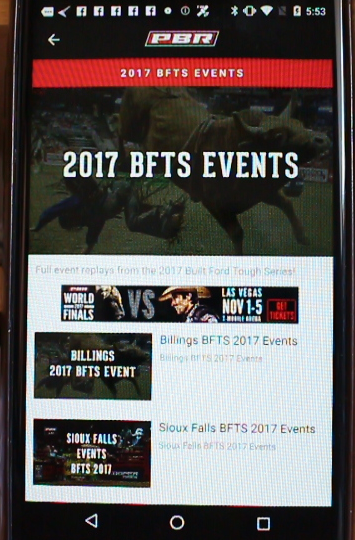 5:53
PBR
2017 BFTS EVENTS
2017 BFTS EVENTS
Full event replays from the 2017 Built Ford Tough Series!
PBR
WORLD
FINALS
VS
LAS VEGAS
NOV 1-5
T-MOBILE ARENA
GET
TICKETS
BILLINGS
2017 BFTS EVENT
Billings BFTS 2017 Events
Billings BFTS 2017 Events
SIOUX FALLS
EVENTS
BFTS 2017
Sioux Falls BFTS 2017 Events
Sioux Falls BFTS 2017 Events